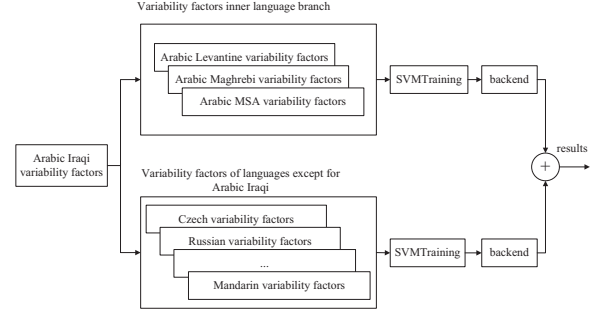 Variability factors inner language branch
Arabic Levantine variability factors
Arabic Maghrebi variability factors
Arabic MSA variability factors
SVMTraining
backend
Arabic Iraqi
variability factors
results
+
Variability factors of languages except for
Arabic Iraqi
Czech variability factors
Russian variability factors
...
Mandarin variability factors
SVMTraining
backend